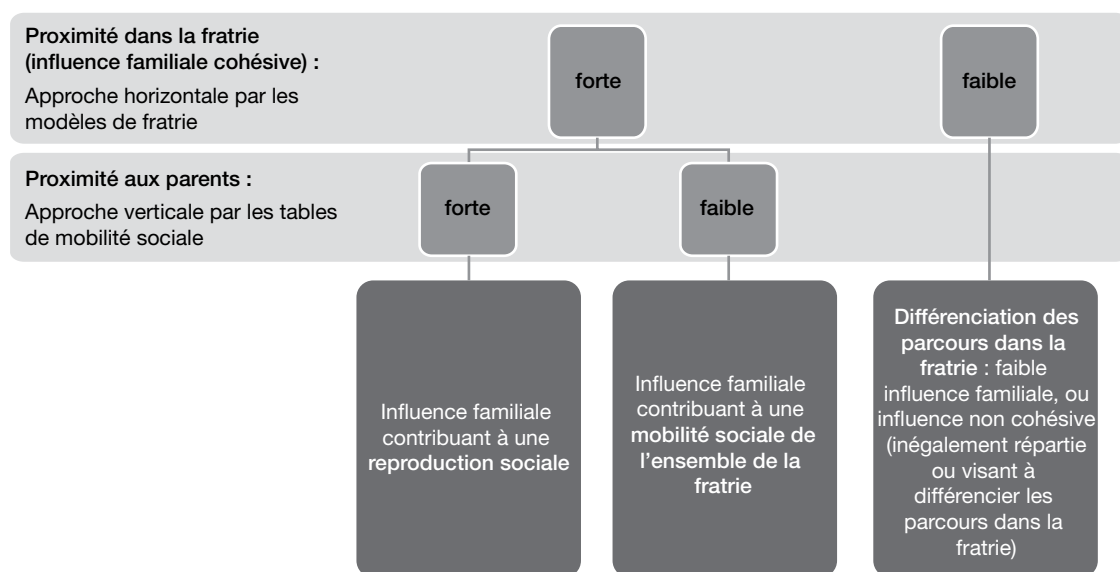 Proximité dans la fratrie
(influence familiale cohésive) :
Approche horizontale par les
modèles de fratrie
forte
faible
Proximité aux parents :
Approche verticale par les tables
de mobilité sociale
forte
faible
Influence familiale
contribuant à une
reproduction sociale
Influence familiale
contribuant à une
mobilité sociale de
l'ensemble de la
fratrie
Différenciation des
parcours dans la
fratrie : faible
influence familiale, ou
influence non cohésive
(inégalement répartie
ou visant à
différencier les
parcours dans la
fratrie)